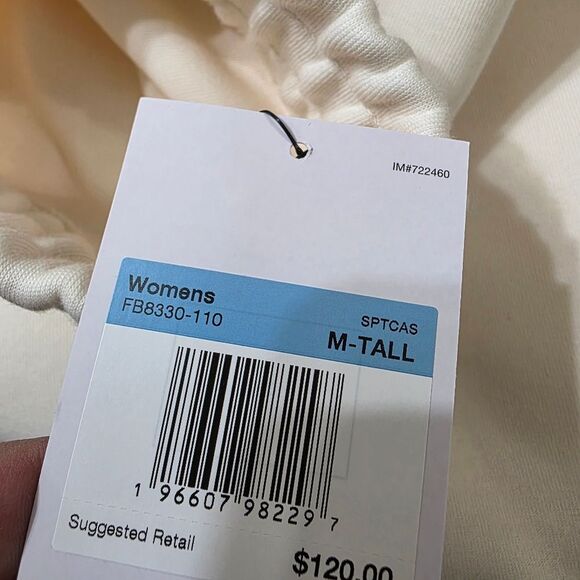 IM#722460
Womens
FB8330-110
SPTCAS
M-TALL
1 96607 98229 7
Suggested Retail
$120.00